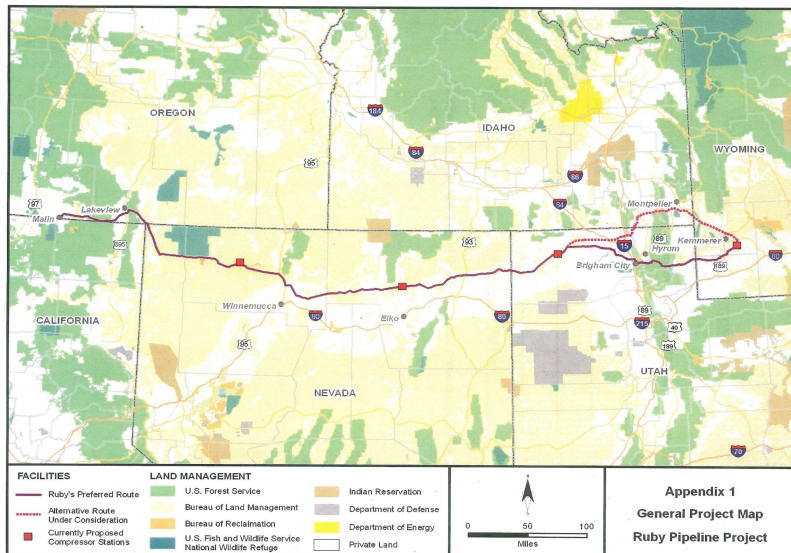 OREGON
IDAHO
WYOMING
184
84
95
86
84
Montpelier
97
Lakeview
Malin
395
93
15
89
Hyrum
Kemmerer
80
Brigham City
189
Winnemucca
80
Elko
80
CALIFORNIA
95
89
215
40
189
UTAH
NEVADA
70
FACILITIES
Ruby's Preferred Route
Alternative Route
Under Consideration
Currently Proposed
Compressor Stations
LAND MANAGEMENT
U.S. Forest Service
Bureau of Land Management
Bureau of Reclamation
U.S. Fish and Wildlife Service
National Wildlife Refuge
Indian Reservation
Department of Defense
Department of Energy
Private Land
0 50 100
Miles
Appendix 1
General Project Map
Ruby Pipeline Project